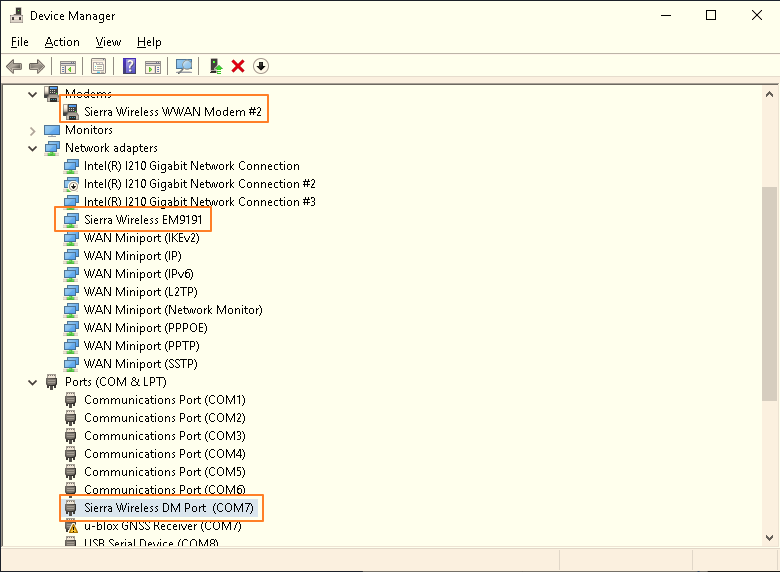 Device Manager
File Action View Help
Modems
Sierra Wireless WWAN Modem #2
Monitors
Network adapters
Intel(R) I210 Gigabit Network Connection
Intel(R) I210 Gigabit Network Connection #2
Intel(R) I210 Gigabit Network Connection #3
Sierra Wireless EM9191
WAN Miniport (IKEv2)
WAN Miniport (IP)
WAN Miniport (IPv6)
WAN Miniport (L2TP)
WAN Miniport (Network Monitor)
WAN Miniport (PPPOE)
WAN Miniport (PPTP)
WAN Miniport (SSTP)
Ports (COM & LPT)
Communications Port (COM1)
Communications Port (COM2)
Communications Port (COM3)
Communications Port (COM4)
Communications Port (COM5)
Communications Port (COM6)
Sierra Wireless DM Port (COM7)
u-blox GNSS Receiver (COM7)
USB Serial Device (COM8)